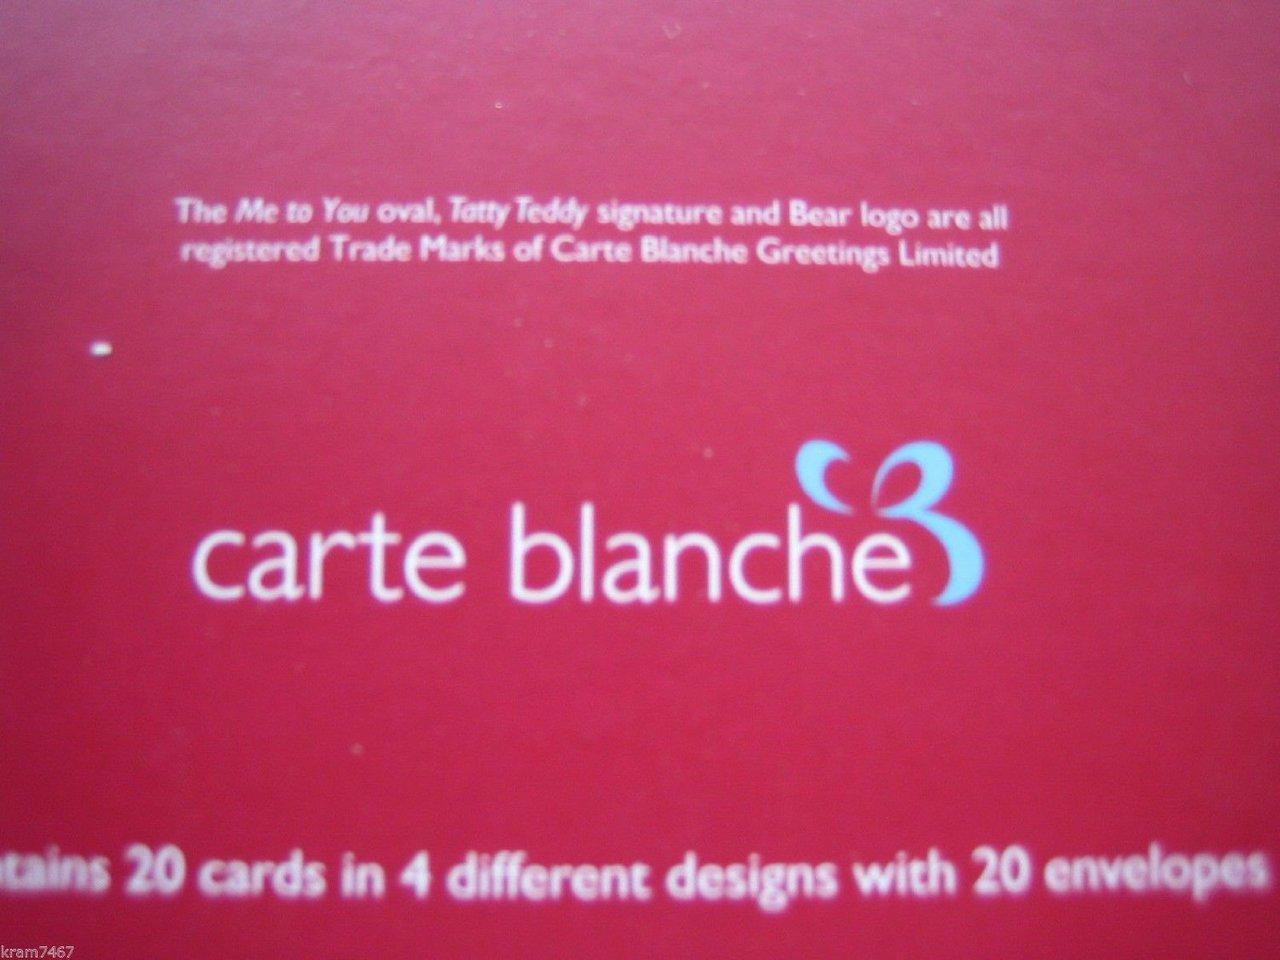 The Me to You oval, Tatty Teddy signature and Bear logo are all
registered Trade Marks of Carte Blanche Greetings Limited
carte blanche
tains 20 cards in 4 different designs with 20 envelopes
kram7467